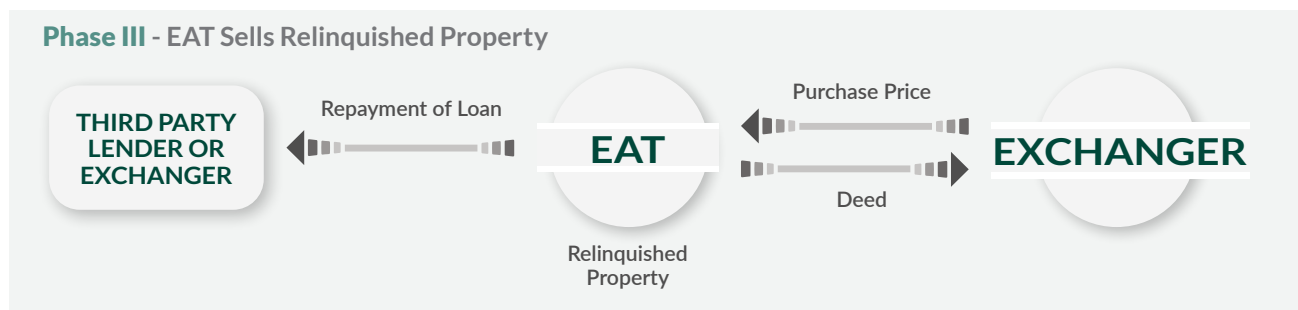 Phase III - EAT Sells Relinquished Property
THIRD PARTY
LENDER OR
EXCHANGER
Repayment of Loan
EAT
Relinquished
Property
Purchase Price
Deed
EXCHANGER